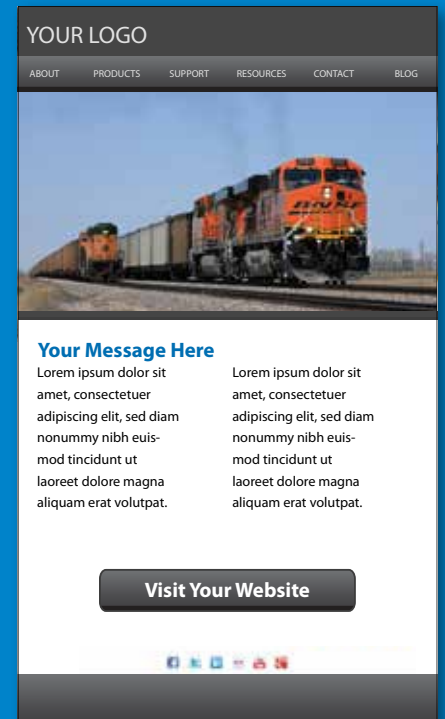 YOUR LOGO
ABOUT PRODUCTS SUPPORT RESOURCES CONTACT BLOG
BNSF
Your Message Here
Lorem ipsum dolor sit
amet, consectetuer
adipiscing elit, sed diam
nonummy nibh euis-
mod tincidunt ut
laoreet dolore magna
aliquam erat volutpat.
Lorem ipsum dolor sit
amet, consectetuer
adipiscing elit, sed diam
nonummy nibh euis-
mod tincidunt ut
laoreet dolore magna
aliquam erat volutpat.
Visit Your Website